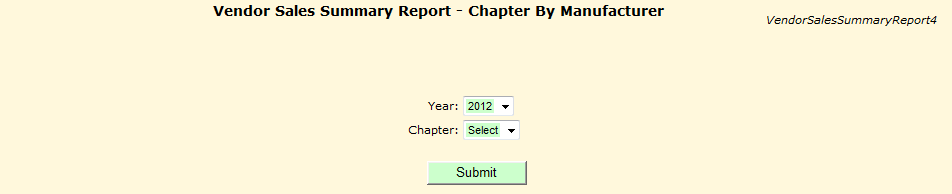 Vendor Sales Summary Report - Chapter By Manufacturer
VendorSalesSummaryReport4
Year: 2012
Chapter: Select
Submit